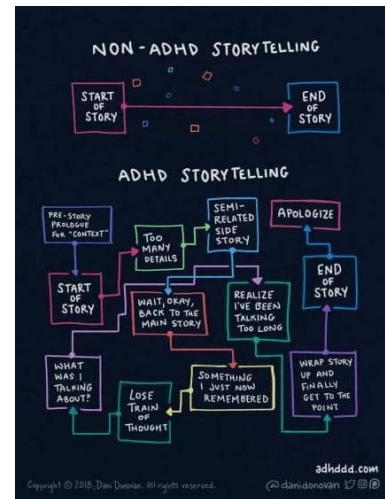 NON-ADHD STORYTELLING
START
OF
STORY
END
OF
STORY
ADHD STORYTELLING
PRE-STORY
PROLOGUE
FOR "CONTEXT"
START
OF
STORY
TOO
MANY
DETAILS
SEMI-
RELATED
SIDE
STORY
WAIT, OKAY,
BACK TO THE
MAIN STORY
SOMETHING
I JUST NOW
REMEMBERED
LOSE
TRAIN OF
THOUGHT
WHAT
WAS I
TALKING
ABOUT?
REALIZE
I'VE BEEN
TALKING
TOO LONG
WRAP STORY
UP AND
FINALLY
GET TO THE
POINT
END
OF
STORY
APOLOGIZE
adhddd.com
Copyright © 2018, Dani Donovan. All rights reserved.
@danidonovan